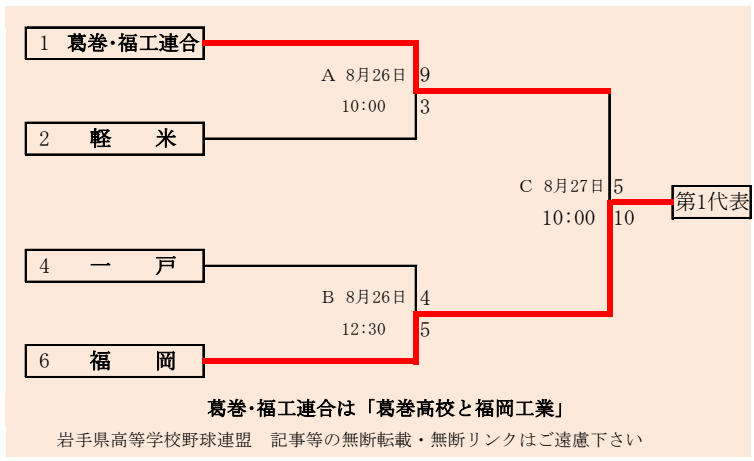 1 葛巻･福工連合
A 8月26日 9
10:00 3
2 軽 米
C 8月27日 5
10:00 10
第1代表
4 一 戸
B 8月26日 4
12:30 5
6 福 岡
葛巻･福工連合は「葛巻高校と福岡工業」
岩手県高等学校野球連盟 記事等の無断転載・無断リンクはご遠慮下さい